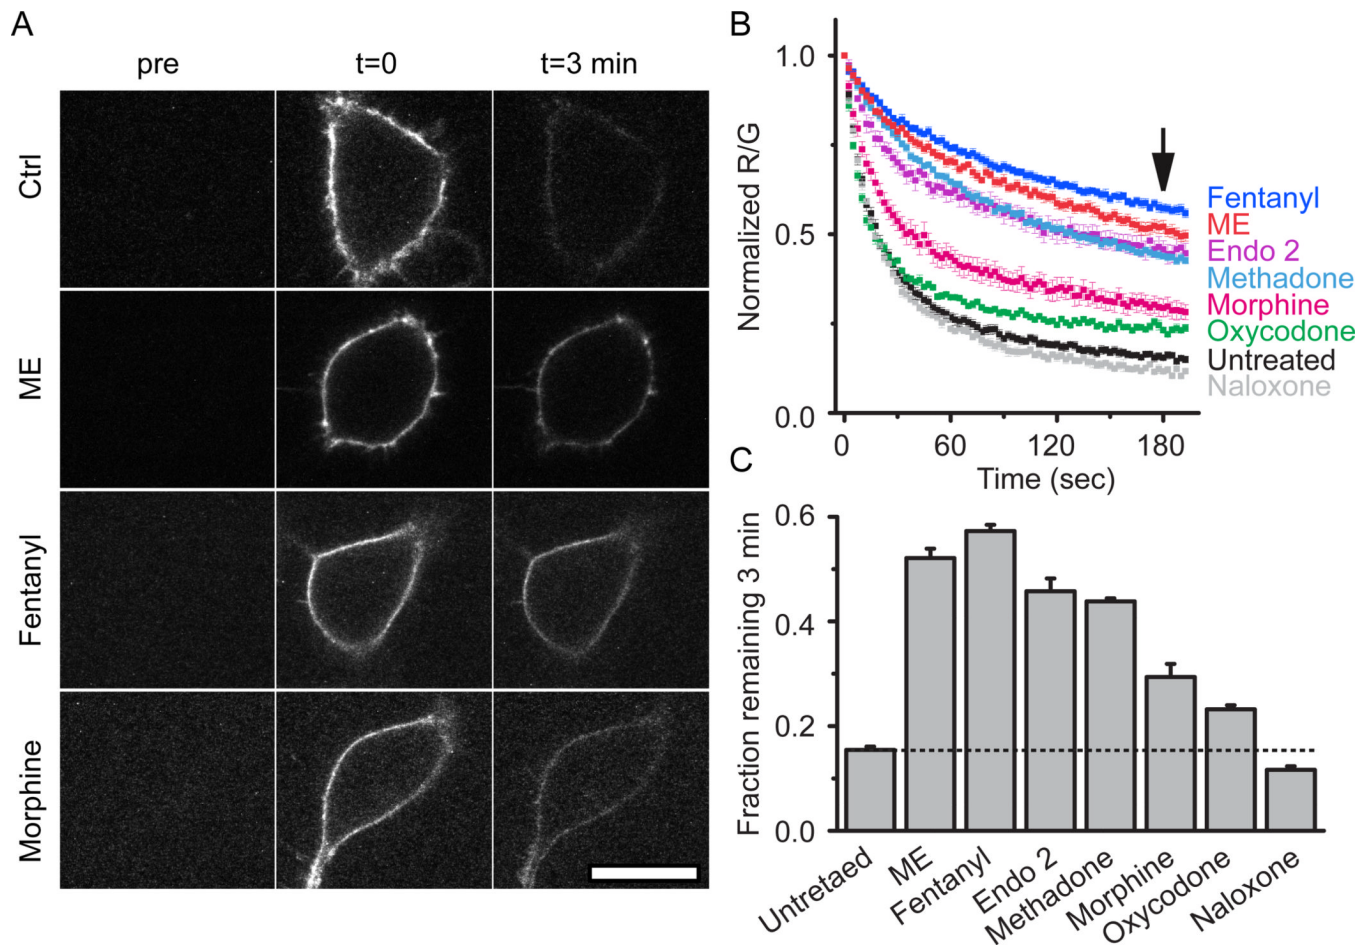 A
pre
t=0
t=3 min
Ctrl
ME
Fentanyl
Morphine
B
1.0
0.5
0.0
Normalized R/G
0
60
120
180
Time (sec)
Fentanyl
ME
Endo 2
Methadone
Morphine
Oxycodone
Untreated
Naloxone
C
0.6
0.4
0.2
0.0
Fraction remaining 3 min
Untretaed
ME
Fentanyl
Endo 2
Methadone
Morphine
Oxycodone
Naloxone